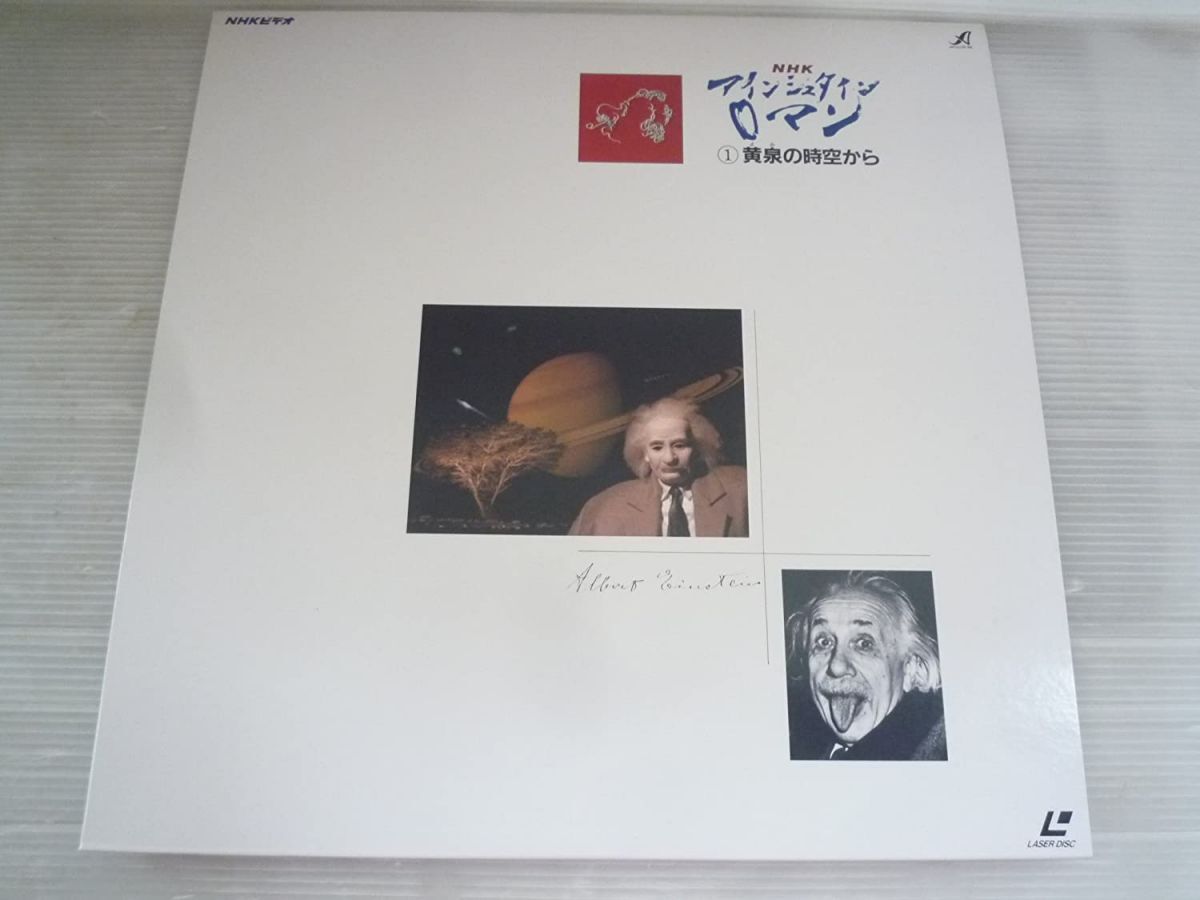 NHKビデオ
NHK
アインシュタイン
ロマン
①黄泉の時空から
Albert Einstein
LASER DISC